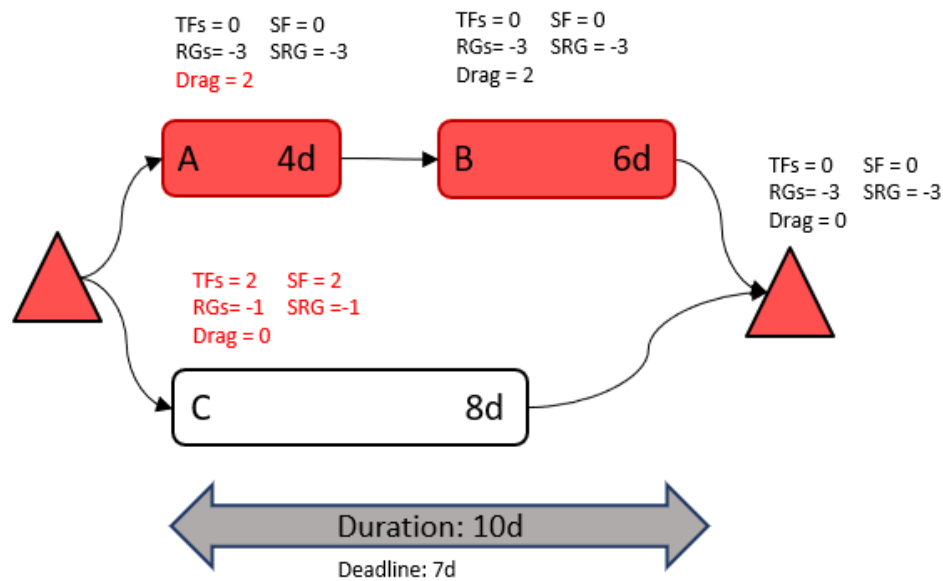 TFs = 0 SF = 0
RGs= -3 SRG = -3
Drag = 2
TFs = 0 SF = 0
RGs= -3 SRG = -3
Drag = 2
A 4d
B 6d
TFs = 0 SF = 0
RGs= -3 SRG = -3
Drag = 0
TFs = 2 SF = 2
RGs= -1 SRG =-1
Drag = 0
C 8d
Duration: 10d
Deadline: 7d